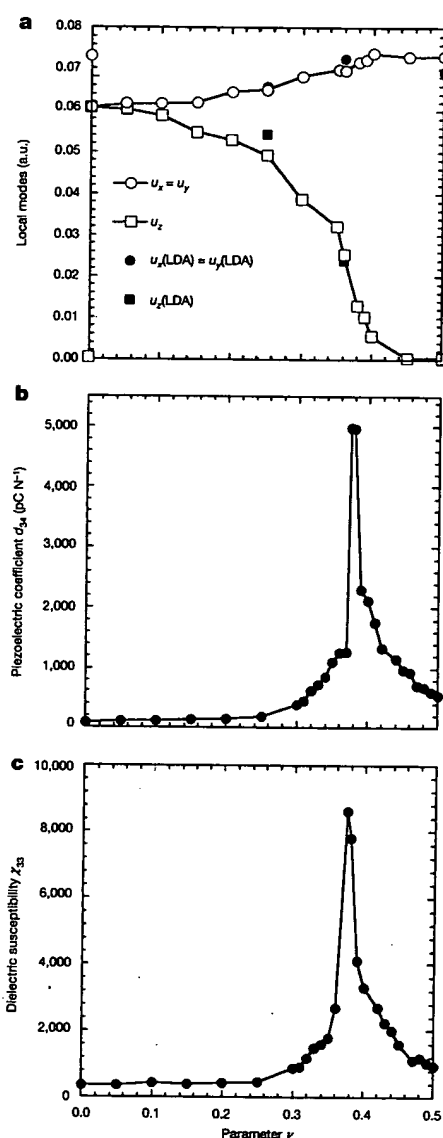 a
0.08
0.07
0.06
0.05
0.04
0.03
0.02
0.01
0.00
Local modes (a.u.)
u_x = u_y
u_z
u_x(LDA) = u_y(LDA)
u_z(LDA)
b
5,000
4,000
3,000
2,000
1,000
0
Piezoelectric coefficient d_34 (pC N⁻¹)
c
10,000
8,000
6,000
4,000
2,000
0
Dielectric susceptibility χ_33
0.0 0.1 0.2 0.3 0.4 0.5
Parameter ν